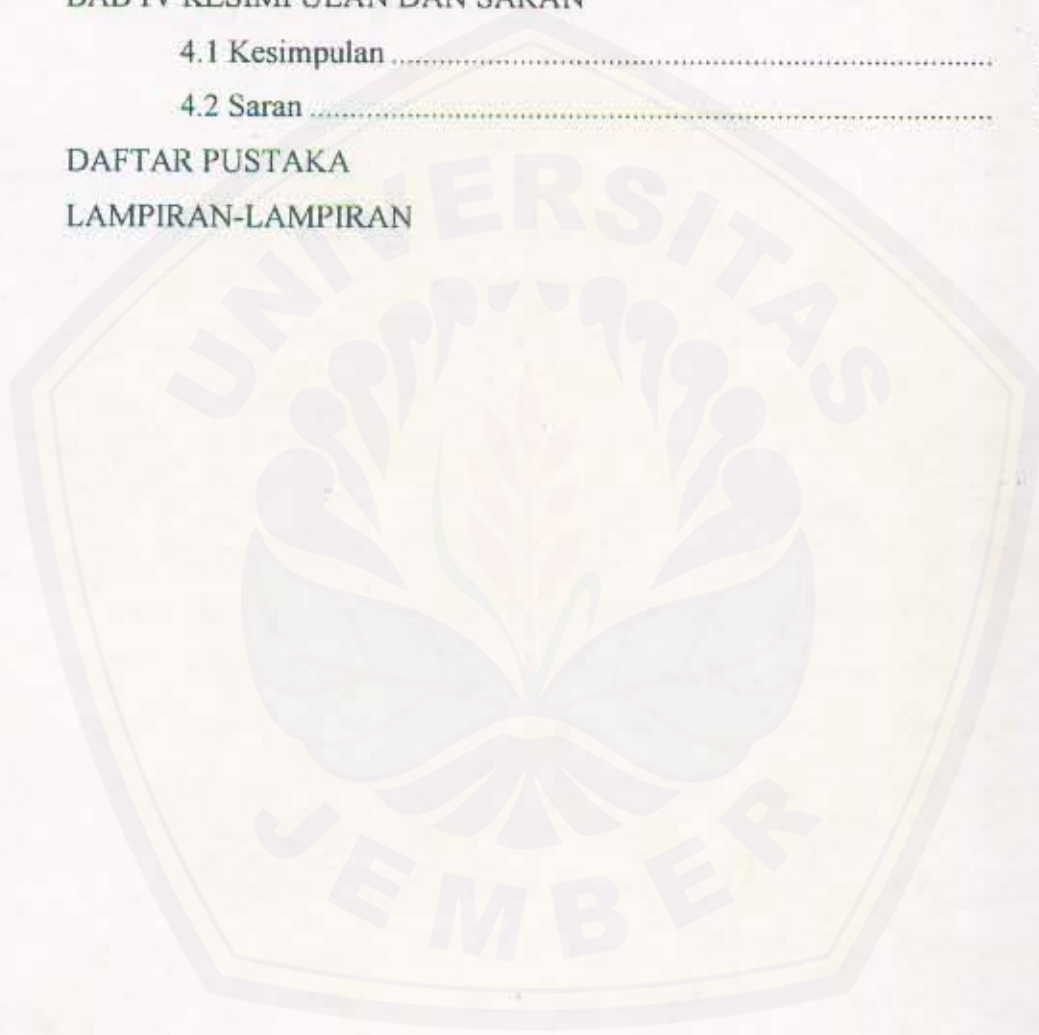 BAB IV KESIMPULAN DAN SARAN
4.1 Kesimpulan ..........................................................................................
4.2 Saran ......................................................................................................
DAFTAR PUSTAKA
LAMPIRAN-LAMPIRAN
UNIVERSITAS
JEMBER